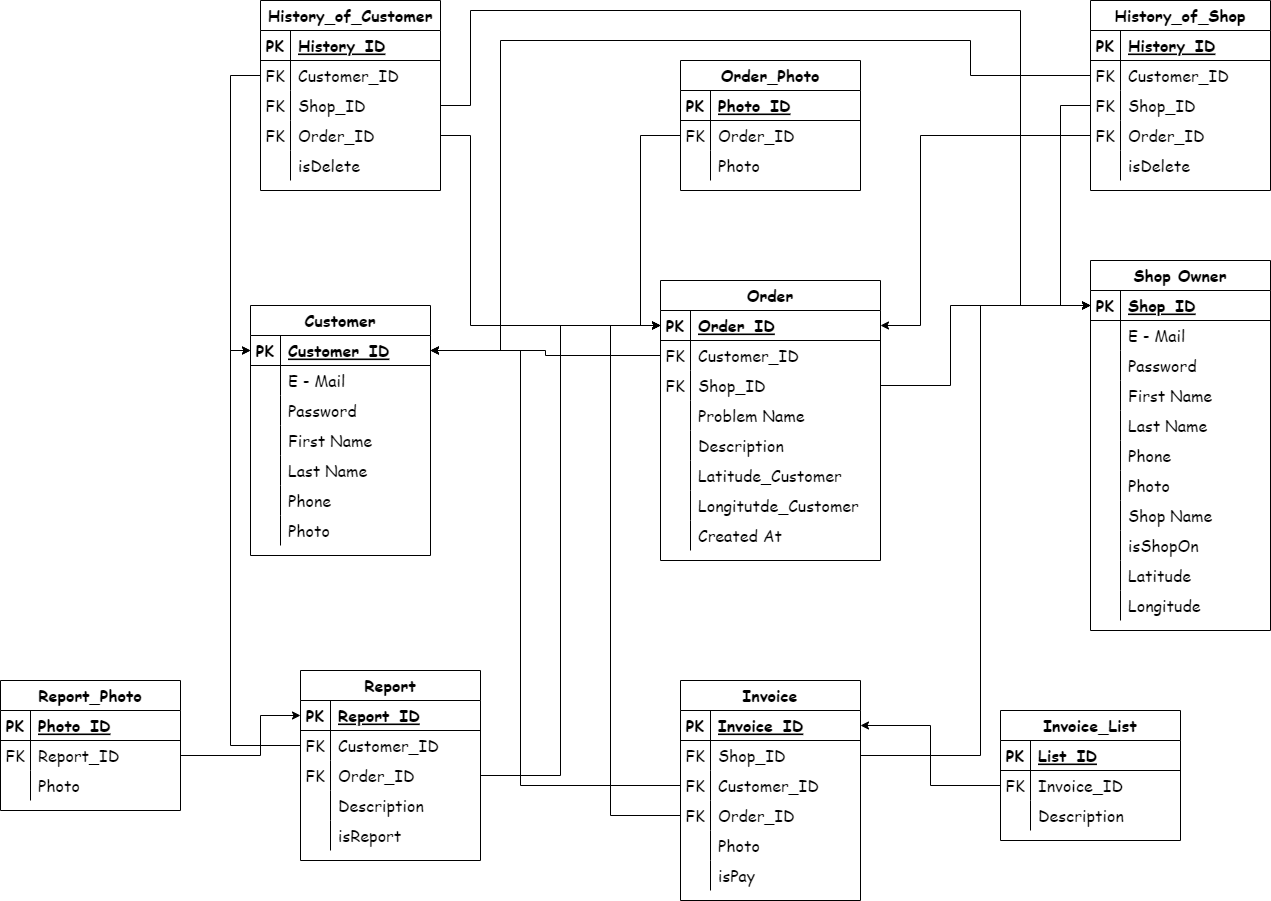 History_of_Customer
PK History_ID
FK Customer_ID
FK Shop_ID
FK Order_ID
isDelete
Order_Photo
PK Photo_ID
FK Order_ID
Photo
History_of_Shop
PK History_ID
FK Customer_ID
FK Shop_ID
FK Order_ID
isDelete
Customer
PK Customer_ID
E - Mail
Password
First Name
Last Name
Phone
Photo
Order
PK Order_ID
FK Customer_ID
FK Shop_ID
Problem Name
Description
Latitude_Customer
Longitutde_Customer
Created At
Shop Owner
PK Shop_ID
E - Mail
Password
First Name
Last Name
Phone
Photo
Shop Name
isShopOn
Latitude
Longitude
Report_Photo
PK Photo_ID
FK Report_ID
Photo
Report
PK Report_ID
FK Customer_ID
FK Order_ID
Description
isReport
Invoice
PK Invoice_ID
FK Shop_ID
FK Customer_ID
FK Order_ID
Photo
isPay
Invoice_List
PK List_ID
FK Invoice_ID
Description